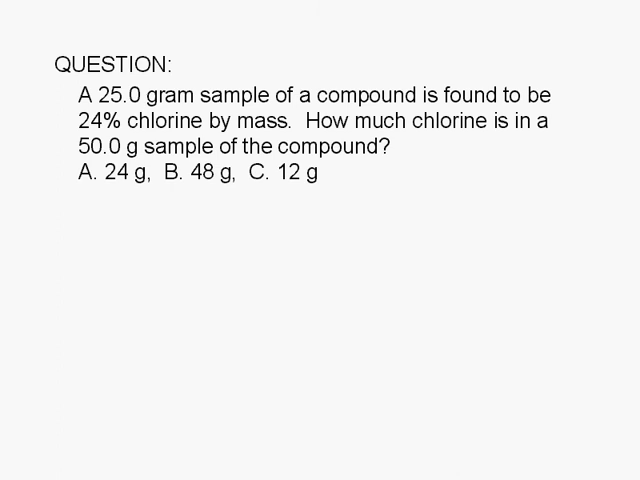 QUESTION:
A 25.0 gram sample of a compound is found to be
24% chlorine by mass.  How much chlorine is in a
50.0 g sample of the compound?
A. 24 g,  B. 48 g,  C. 12 g